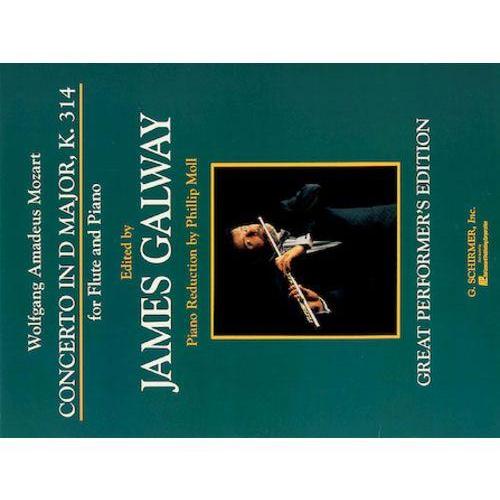 Wolfgang Amadeus Mozart
CONCERTO IN D MAJOR, K. 314
for Flute and Piano
Edited by
JAMES GALWAY
Piano Reduction by Phillip Moll
GREAT PERFORMER'S EDITION
G. SCHIRMER, Inc.